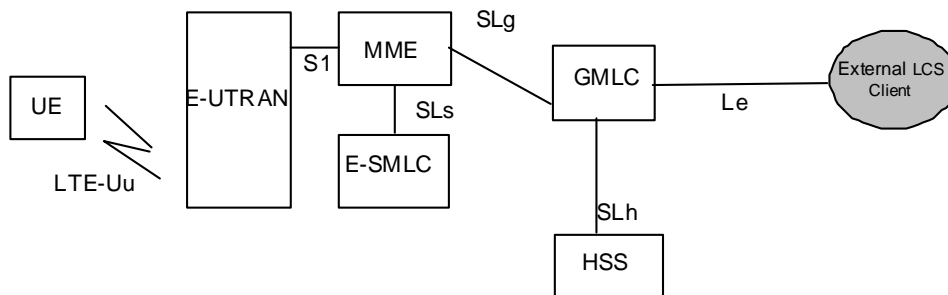 SLg
MME
S1
GMLC
External LCS
Client
E-UTRAN
UE
Le
SLs
E-SMLC
LTE-Uu
SLh
HSS